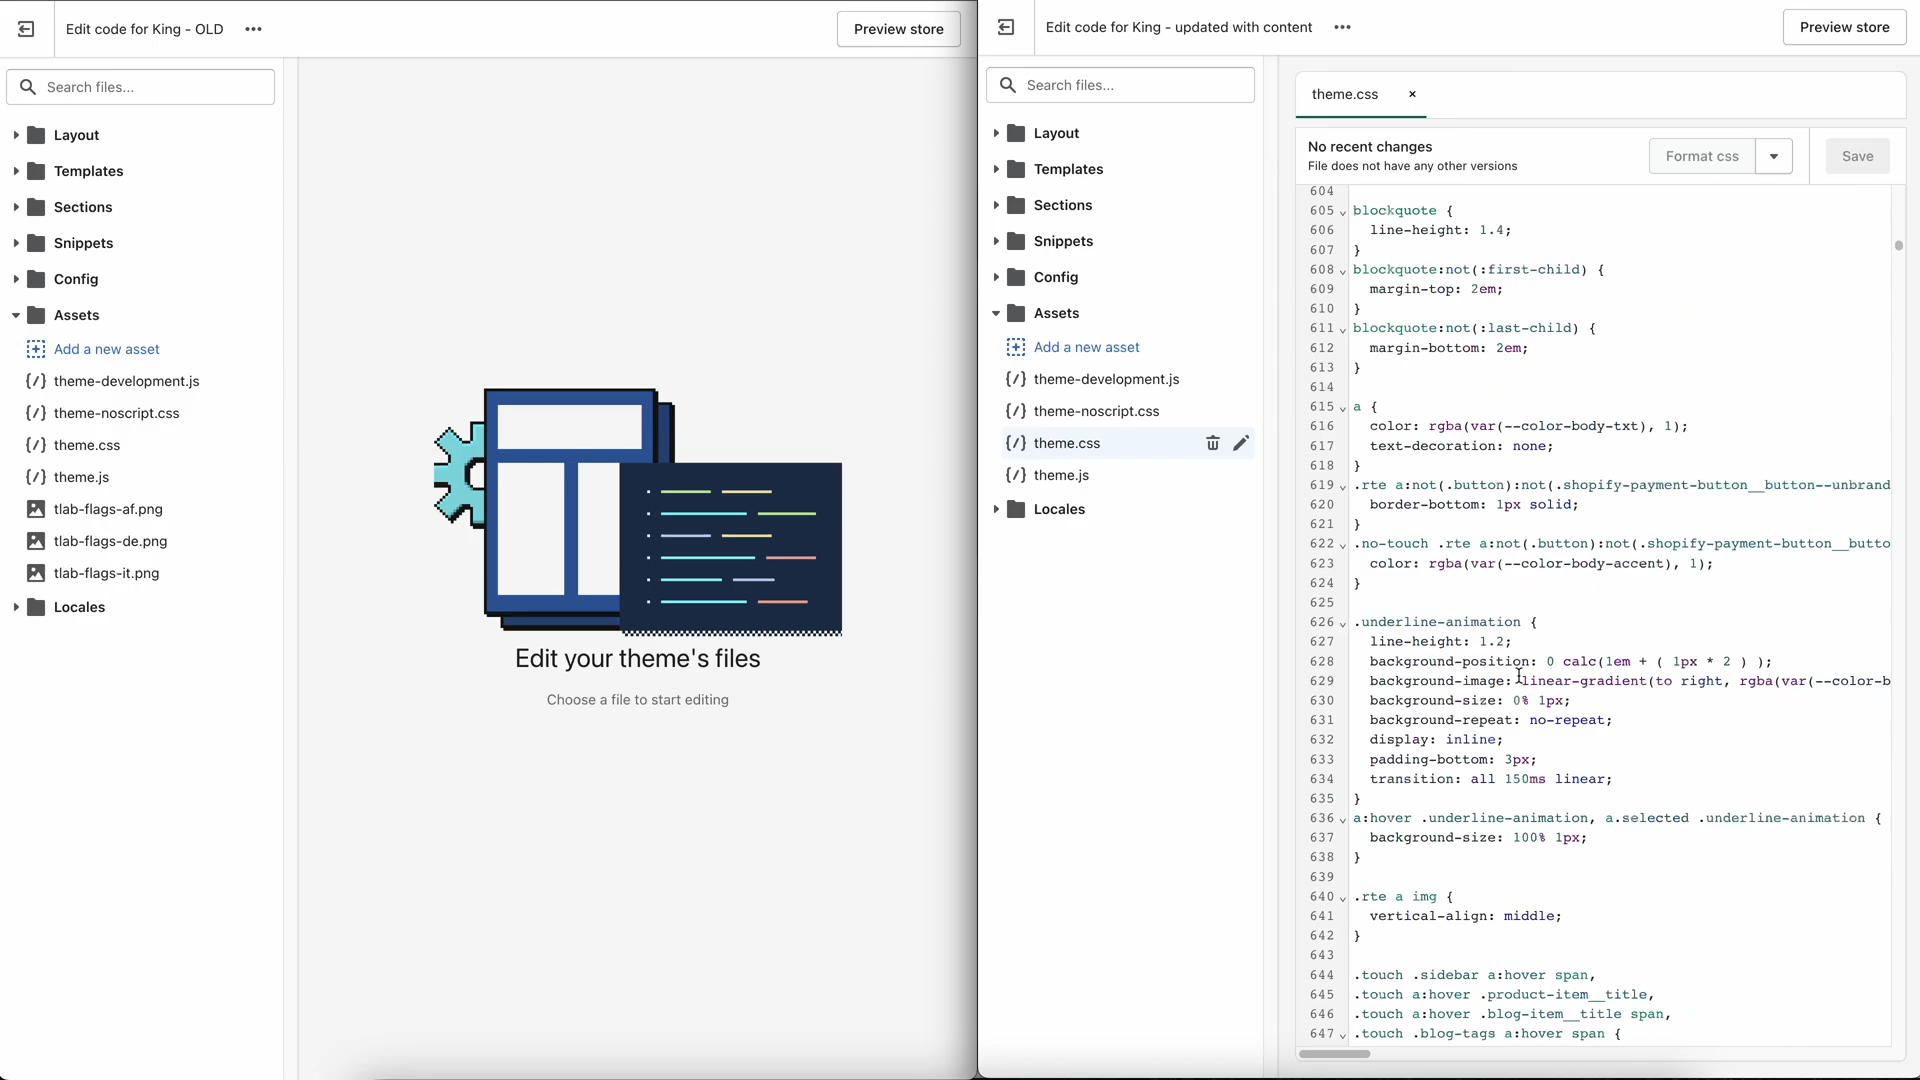 Edit code for King - OLD
Preview store
Search files...
Layout
Templates
Sections
Snippets
Config
Assets
Add a new asset
theme-development.js
theme-noscript.css
theme.css
theme.js
tlab-flags-af.png
tlab-flags-de.png
tlab-flags-it.png
Locales
Edit your theme's files
Choose a file to start editing
Edit code for King - updated with content
Preview store
Search files...
Layout
Templates
Sections
Snippets
Config
Assets
Add a new asset
theme-development.js
theme-noscript.css
theme.css
theme.js
Locales
theme.css
No recent changes
File does not have any other versions
Format css
Save
604
605 blockquote {
606 line-height: 1.4;
607 }
608 blockquote:not(:first-child) {
609 margin-top: 2em;
610 }
611 blockquote:not(:last-child) {
612 margin-bottom: 2em;
613 }
614
615 a {
616 color: rgba(var(--color-body-txt), 1);
617 text-decoration: none;
618 }
619 .rte a:not(.button):not(.shopify-payment-button__button--unbrand
620 border-bottom: 1px solid;
621 }
622 .no-touch .rte a:not(.button):not(.shopify-payment-button__butto
623 color: rgba(var(--color-body-accent), 1);
624 }
625
626 .underline-animation {
627 line-height: 1.2;
628 background-position: 0 calc(1em + ( 1px * 2 ) );
629 background-image: linear-gradient(to right, rgba(var(--color-b
630 background-size: 0% 1px;
631 background-repeat: no-repeat;
632 display: inline;
633 padding-bottom: 3px;
634 transition: all 150ms linear;
635 }
636 a:hover .underline-animation, a.selected .underline-animation {
637 background-size: 100% 1px;
638 }
639
640 .rte a img {
641 vertical-align: middle;
642 }
643
644 .touch .sidebar a:hover span,
645 .touch a:hover .product-item__title,
646 .touch a:hover .blog-item__title span,
647 .touch .blog-tags a:hover span {